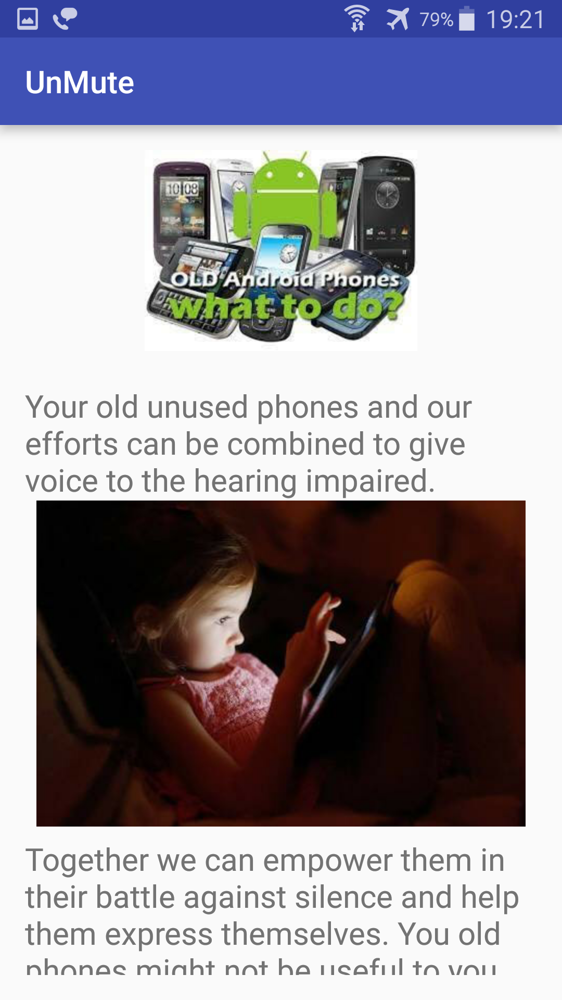 79% 19:21
UnMute
10:08
OLD Android Phones
what to do?
Your old unused phones and our
efforts can be combined to give
voice to the hearing impaired.
Together we can empower them in
their battle against silence and help
them express themselves. You old
phones might not be useful to you